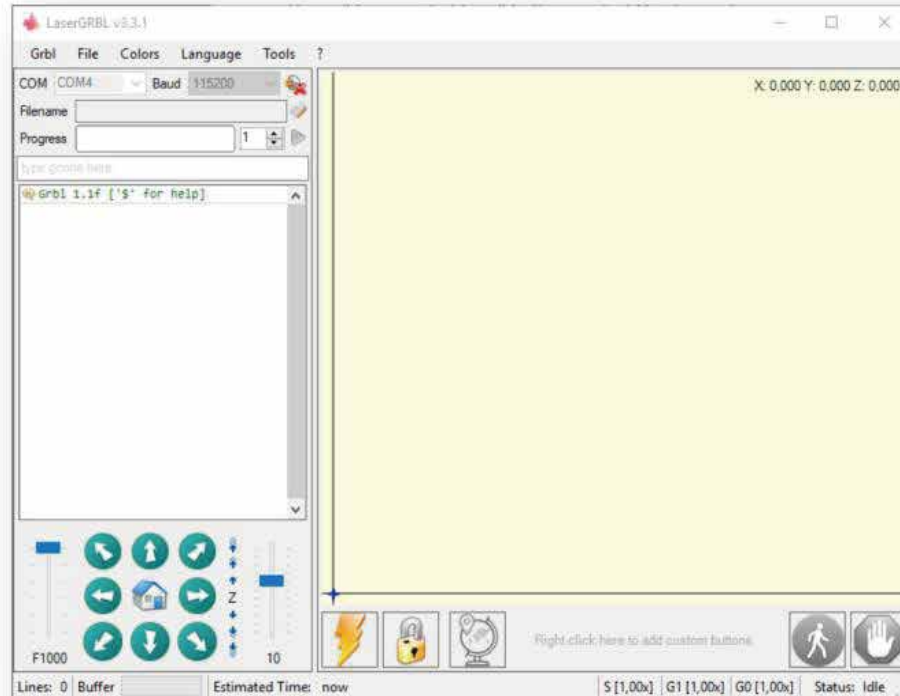 LaserGRBL v3.3.1
Grbl File Colors Language Tools ?
COM COM4 Baud 115200
Filename
Progress 1
type gcode here
Grbl 1.1f ['$' for help]
X: 0,000 Y: 0,000 Z: 0,000
Z
F1000 10
Right click here to add custom buttons
Lines: 0 Buffer Estimated Time: now S [1,00x] G1 [1,00x] G0 [1,00x] Status: Idle